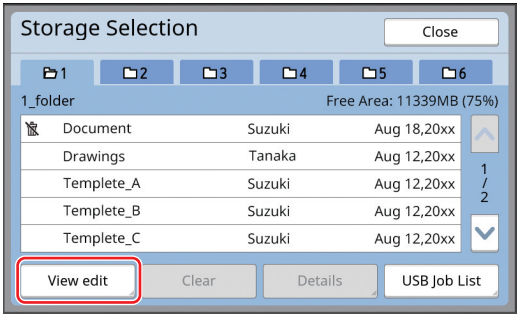 Storage Selection
Close
1 2 3 4 5 6
1_folder Free Area: 11339MB (75%)
Document Suzuki Aug 18,20xx
Drawings Tanaka Aug 12,20xx
Templete_A Suzuki Aug 12,20xx
Templete_B Suzuki Aug 12,20xx
Templete_C Suzuki Aug 12,20xx
1
/
2
View edit Clear Details USB Job List